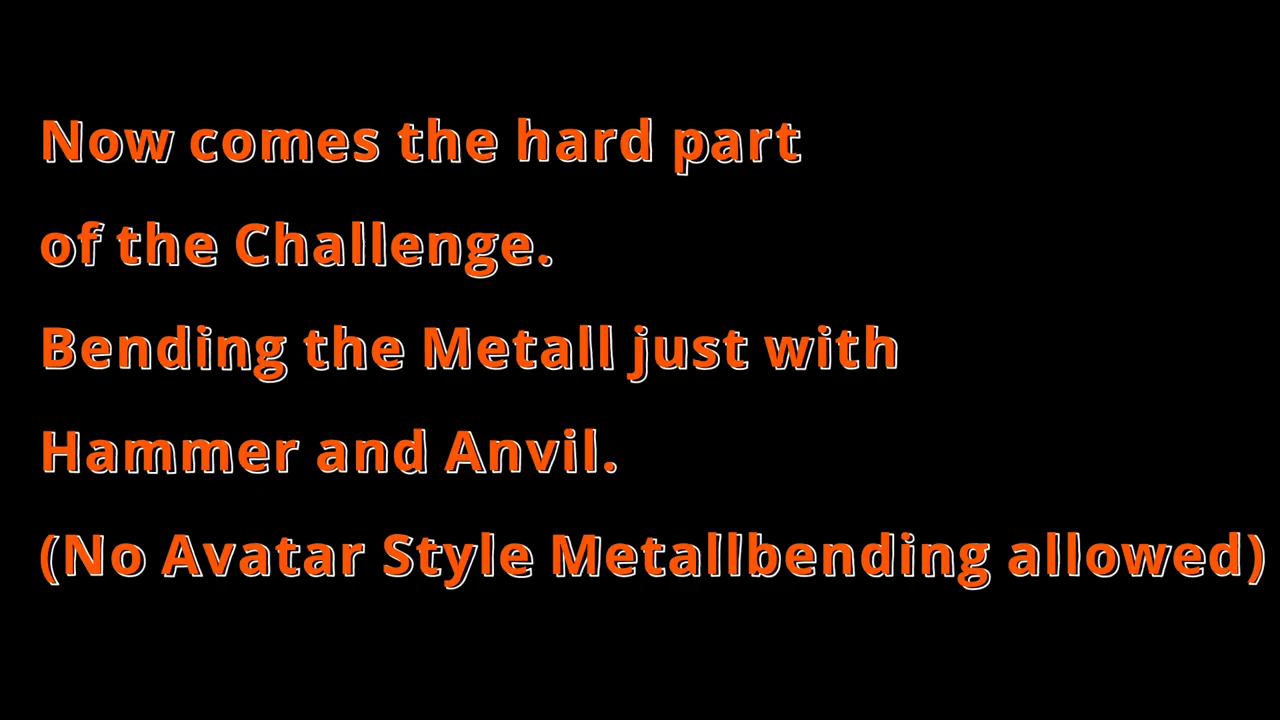 Now comes the hard part
of the Challenge.
Bending the Metall just with
Hammer and Anvil.
(No Avatar Style Metallbending allowed)